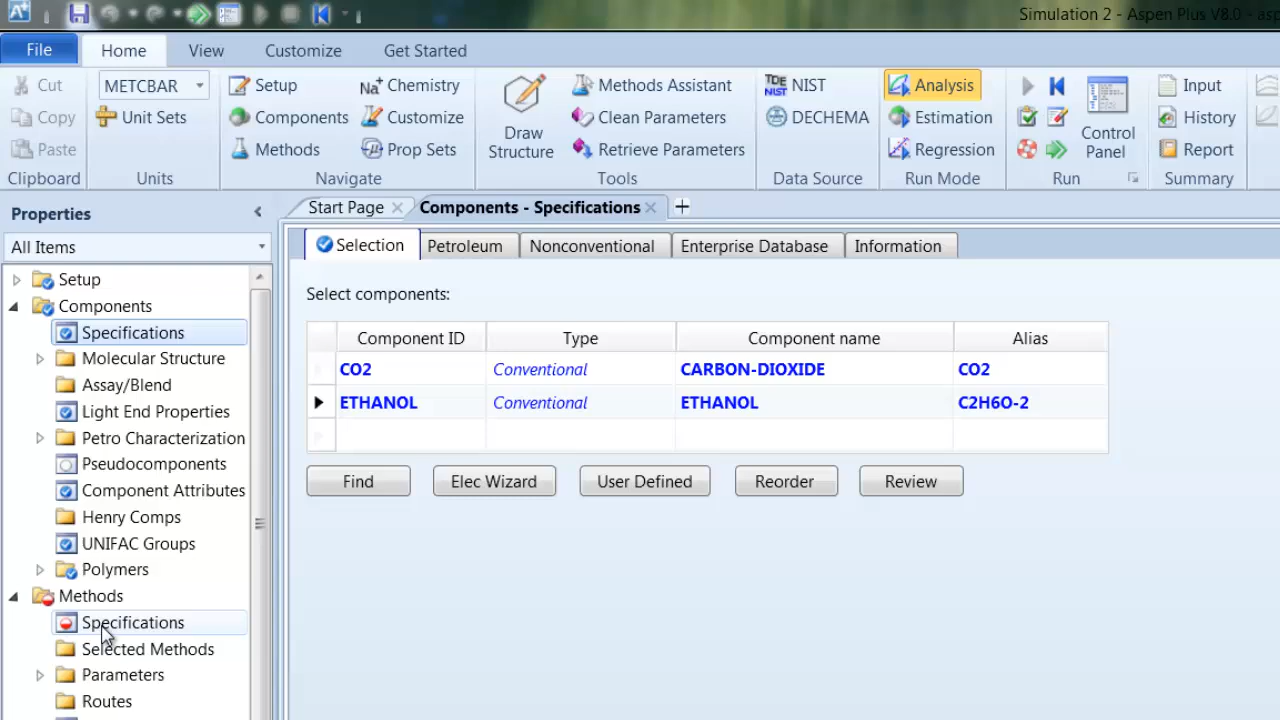 Simulation 2 - Aspen Plus V8.0 - as
File Home View Customize Get Started
Cut METCBAR Setup Na+ Chemistry Methods Assistant TDE NIST NIST Analysis Input
Copy Unit Sets Components Customize Clean Parameters DECHEMA Estimation History
Paste Methods Prop Sets Draw Structure Retrieve Parameters Regression Control Panel Report
Clipboard Units Navigate Tools Data Source Run Mode Run Summary
Properties
All Items
Setup
Components
Specifications
Molecular Structure
Assay/Blend
Light End Properties
Petro Characterization
Pseudocomponents
Component Attributes
Henry Comps
UNIFAC Groups
Polymers
Methods
Specifications
Selected Methods
Parameters
Routes
Start Page Components - Specifications
Selection Petroleum Nonconventional Enterprise Database Information
Select components:
Component ID Type Component name Alias
CO2 Conventional CARBON-DIOXIDE CO2
ETHANOL Conventional ETHANOL C2H6O-2
Find Elec Wizard User Defined Reorder Review